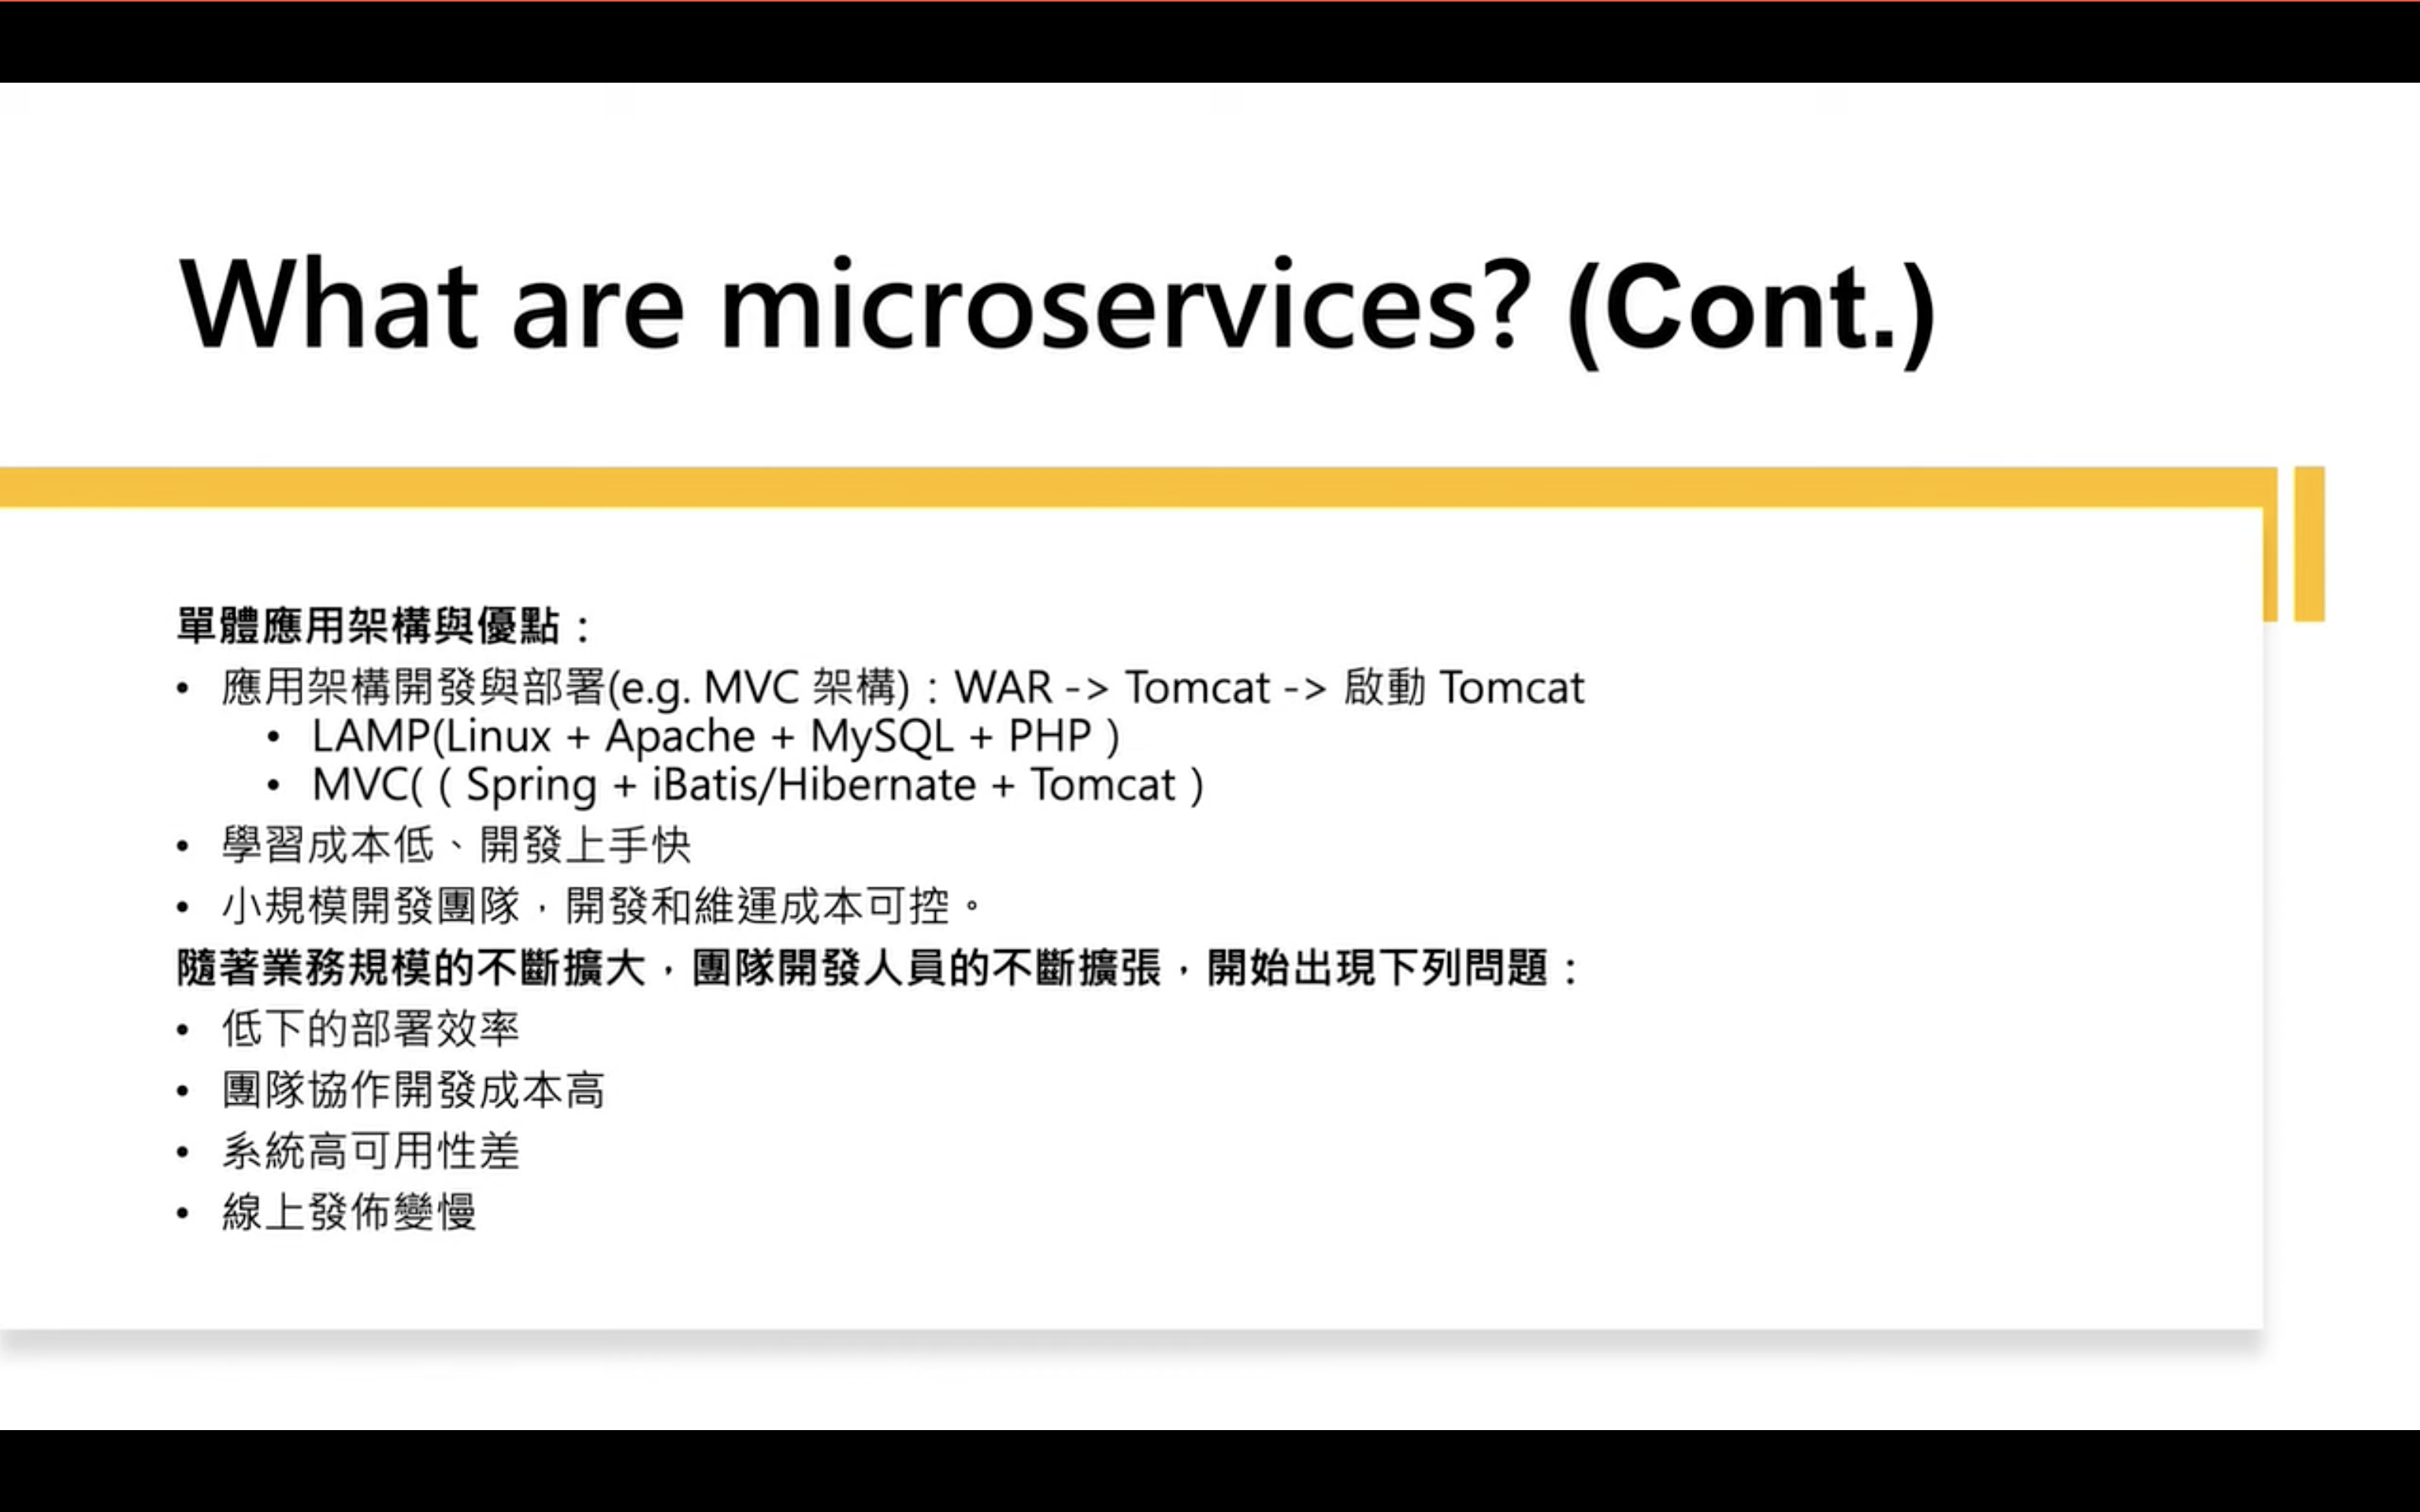 What are microservices? (Cont.)
單體應用架構與優點：
• 應用架構開發與部署(e.g. MVC 架構)：WAR -> Tomcat -> 啟動 Tomcat
• LAMP(Linux + Apache + MySQL + PHP )
• MVC( ( Spring + iBatis/Hibernate + Tomcat )
• 學習成本低、開發上手快
• 小規模開發團隊，開發和維運成本可控。
隨著業務規模的不斷擴大，團隊開發人員的不斷擴張，開始出現下列問題：
• 低下的部署效率
• 團隊協作開發成本高
• 系統高可用性差
• 線上發佈變慢